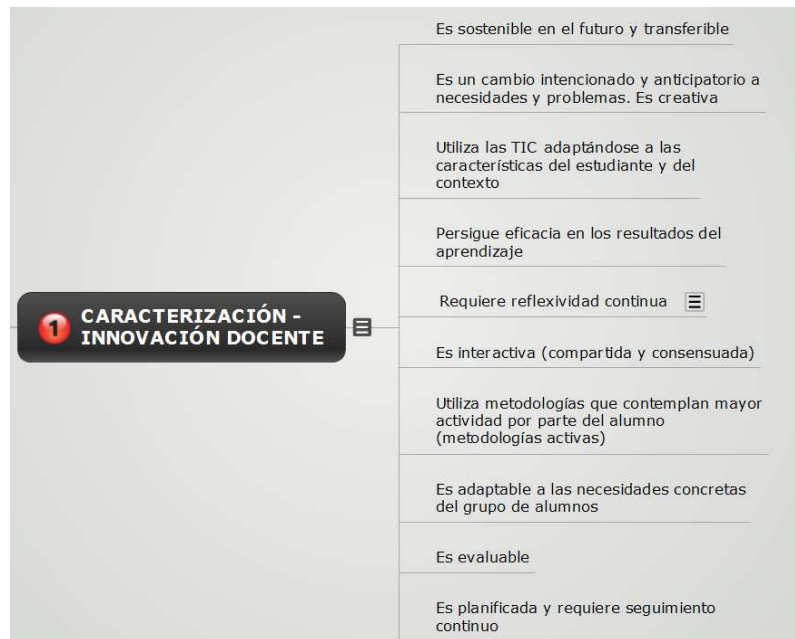 Es sostenible en el futuro y transferible
Es un cambio intencionado y anticipatorio a
necesidades y problemas. Es creativa
Utiliza las TIC adaptándose a las
características del estudiante y del
contexto
Persigue eficacia en los resultados del
aprendizaje
1 CARACTERIZACIÓN -
INNOVACIÓN DOCENTE
Requiere reflexividad continua
Es interactiva (compartida y consensuada)
Utiliza metodologías que contemplan mayor
actividad por parte del alumno
(metodologías activas)
Es adaptable a las necesidades concretas
del grupo de alumnos
Es evaluable
Es planificada y requiere seguimiento
continuo